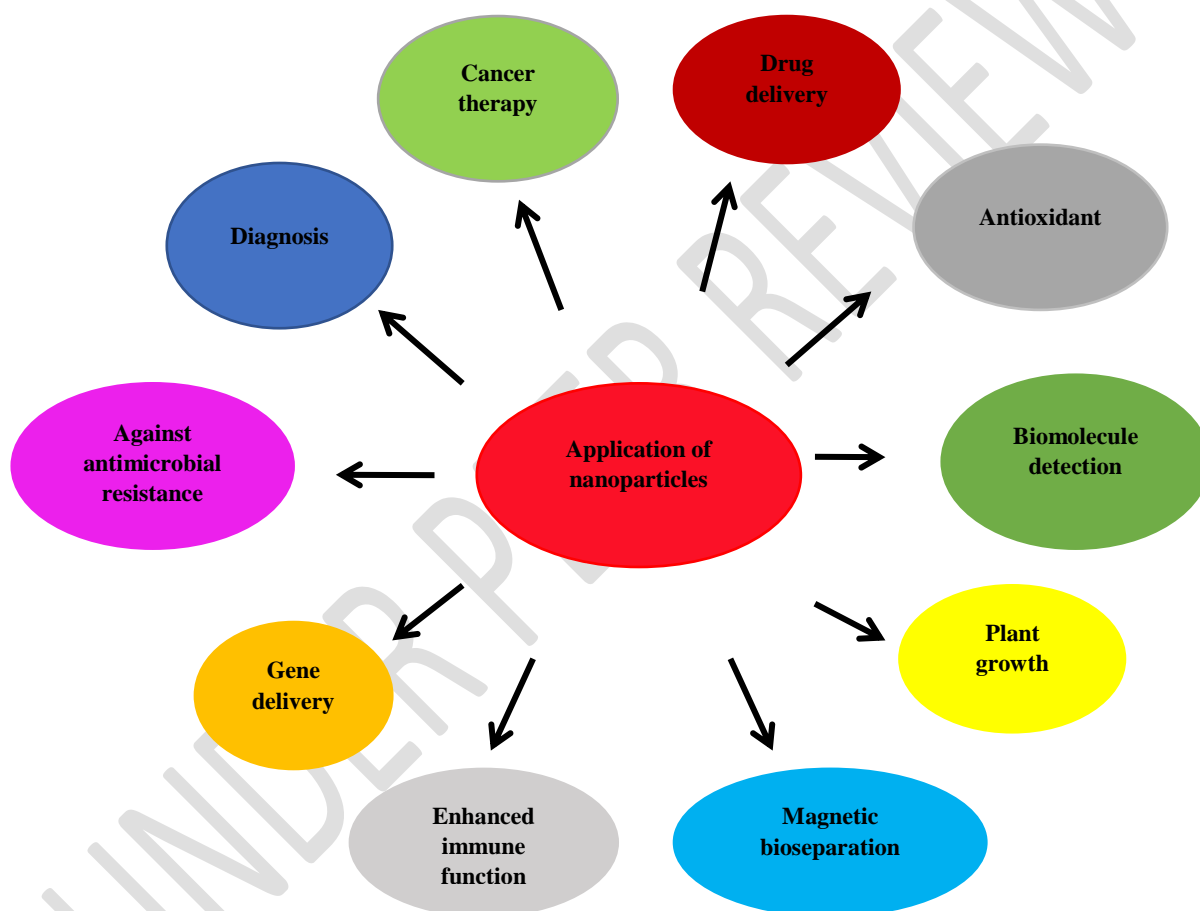 Cancer
therapy
Drug
delivery
Diagnosis
Antioxidant
Against
antimicrobial
resistance
Application of
nanoparticles
Biomolecule
detection
Gene
delivery
Plant
growth
Enhanced
immune
function
Magnetic
bioseparation
UNDER PEER REVIEW